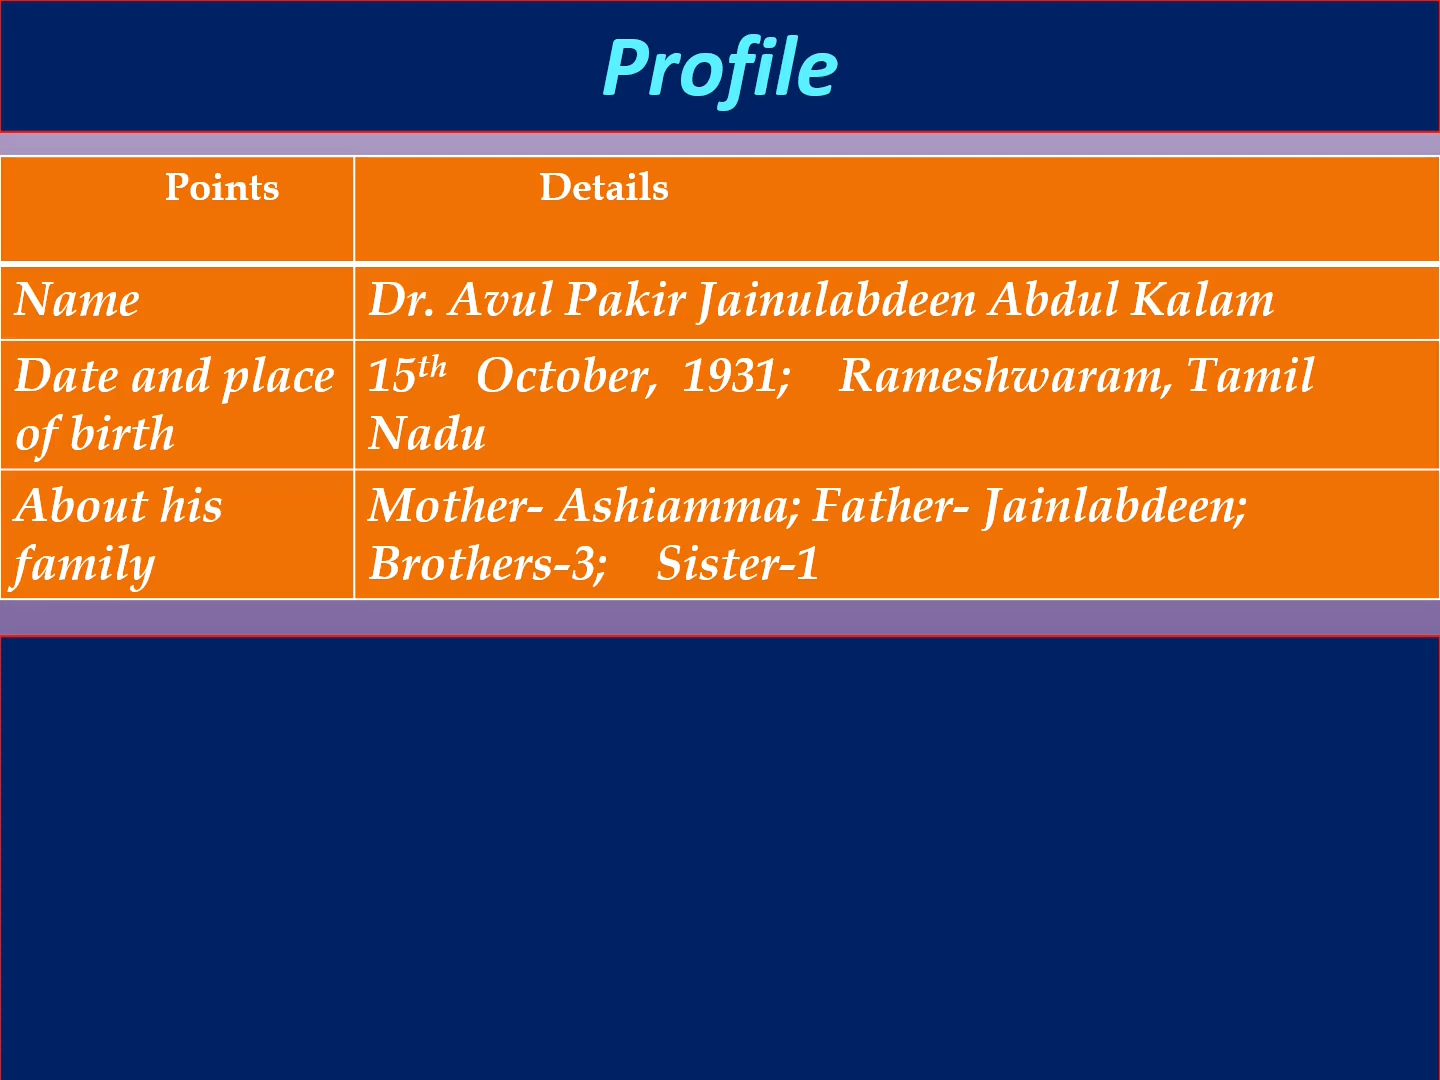 Profile
Points Details
Name Dr. Avul Pakir Jainulabdeen Abdul Kalam
Date and place 15th October, 1931; Rameshwaram, Tamil
of birth Nadu
About his Mother- Ashiamma; Father- Jainlabdeen;
family Brothers-3; Sister-1